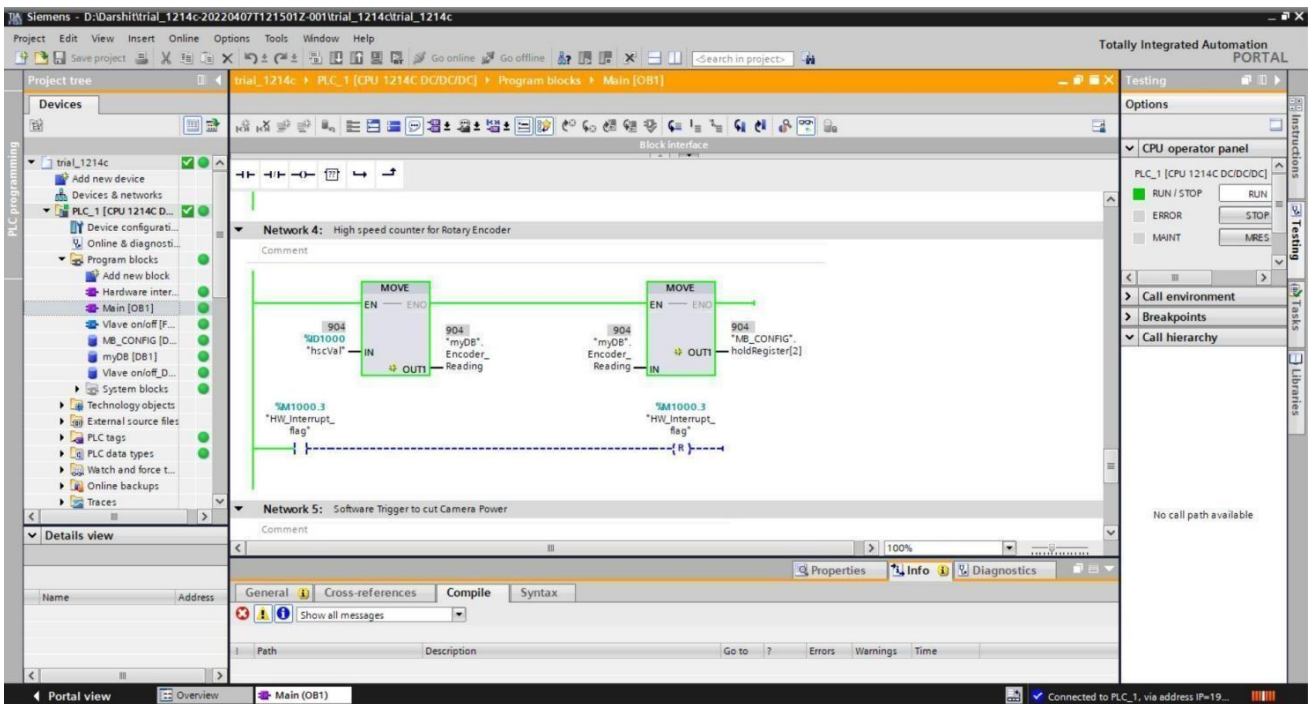 Siemens - D:\Darshit\trial_1214c-20220407T121501Z-001\trial_1214c\trial_1214c
Project Edit View Insert Online Options Tools Window Help
Totally Integrated Automation
PORTAL
Save project
Go online
Go offline
<Search in project>
Project tree
trial_1214c ▸ PLC_1 [CPU 1214C DC/DC/DC] ▸ Program blocks ▸ Main [OB1]
Testing
Devices
Options
PLC programming
Block interface
trial_1214c
Add new device
Devices & networks
PLC_1 [CPU 1214C D...
Device configurati...
Online & diagnosti...
Program blocks
Add new block
Hardware inter...
Main [OB1]
Vlave on/off [F...
MB_CONFIG [D...
myDB [DB1]
Vlave on/off_D...
System blocks
Technology objects
External source files
PLC tags
PLC data types
Watch and force t...
Online backups
Traces
Details view
Name Address
Network 4: High speed counter for Rotary Encoder
Comment
MOVE
EN ENO
904
%ID1000
"hscVal" IN
904
"myDB".
Encoder_
OUT1 Reading
MOVE
EN ENO
904
"myDB".
Encoder_
Reading IN
904
"MB_CONFIG".
OUT1 holdRegister[2]
%M1000.3
"HW_Interrupt_
flag"
%M1000.3
"HW_Interrupt_
flag"
R
Network 5: Software Trigger to cut Camera Power
Comment
100%
Properties
Info
Diagnostics
General
Cross-references
Compile
Syntax
Show all messages
! Path Description Go to ? Errors Warnings Time
CPU operator panel
PLC_1 [CPU 1214C DC/DC/DC]
RUN / STOP RUN
ERROR STOP
MAINT MRES
Call environment
Breakpoints
Call hierarchy
No call path available
Instructions
Testing
Tasks
Libraries
Portal view
Overview
Main (OB1)
Connected to PLC_1, via address IP=19...